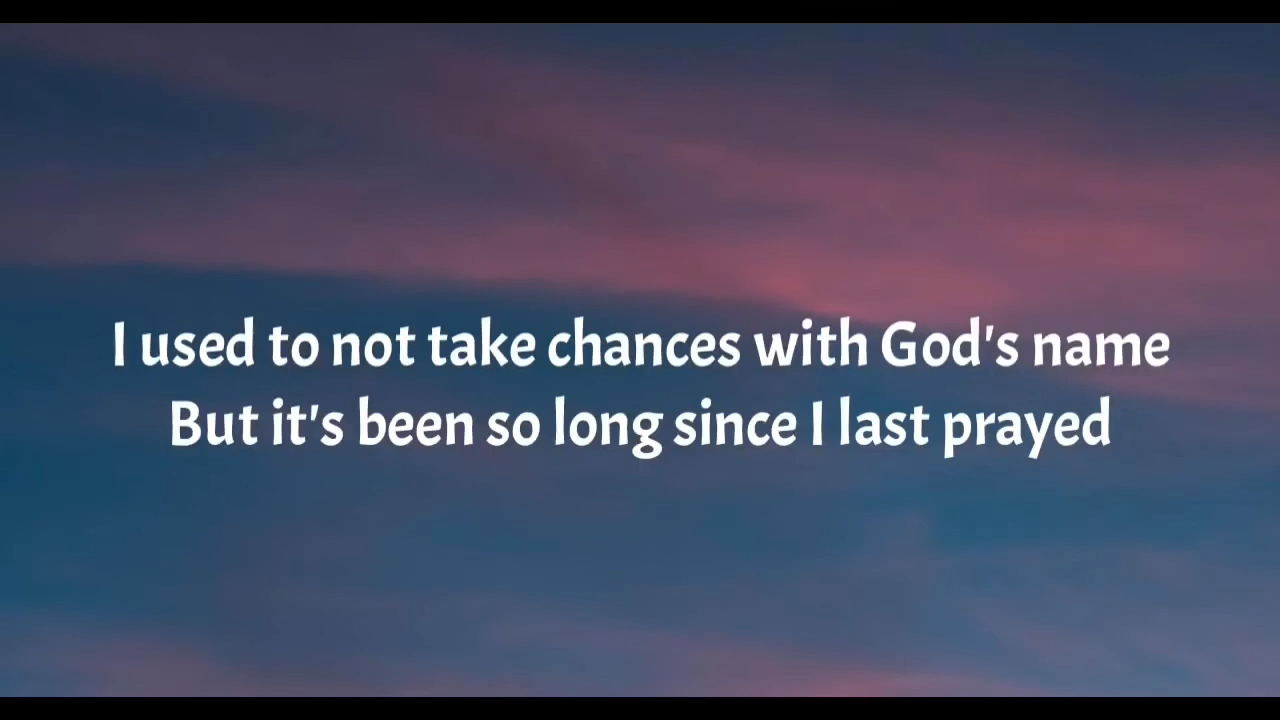 I used to not take chances with God's name
But it's been so long since I last prayed